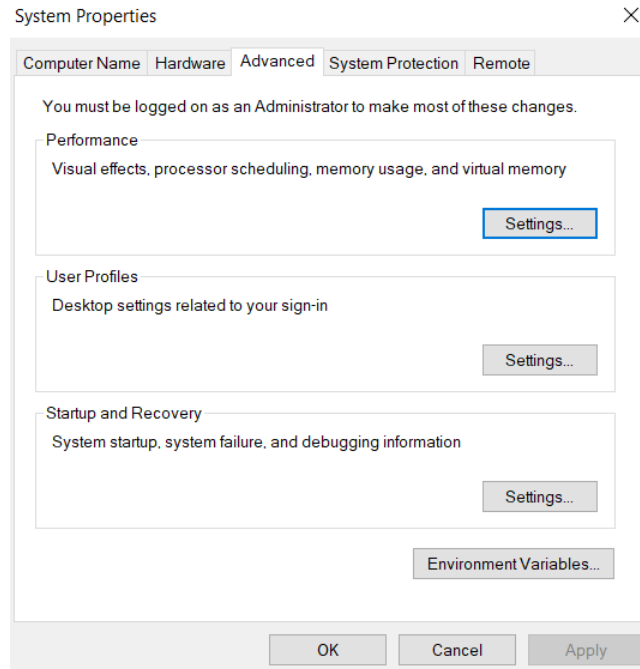 System Properties
Computer Name Hardware Advanced System Protection Remote
You must be logged on as an Administrator to make most of these changes.
Performance
Visual effects, processor scheduling, memory usage, and virtual memory
Settings...
User Profiles
Desktop settings related to your sign-in
Settings...
Startup and Recovery
System startup, system failure, and debugging information
Settings...
Environment Variables...
OK Cancel Apply